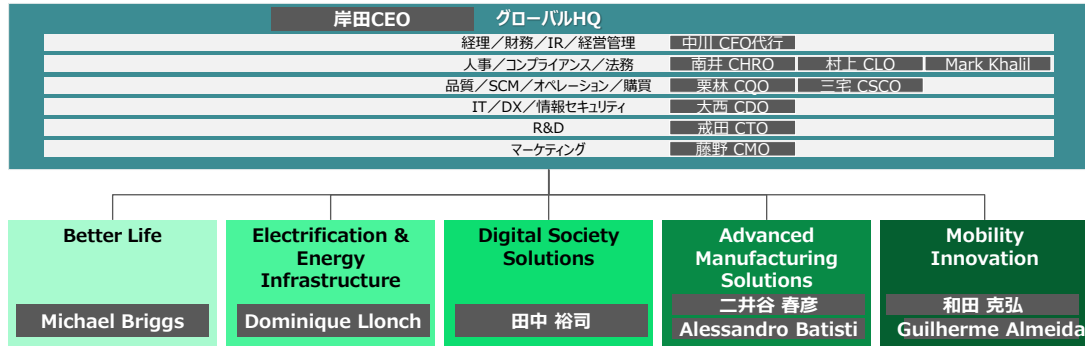 岸田CEO グローバルHQ
経理／財務／IR／経営管理 中川 CFO代行
人事／コンプライアンス／法務 南井 CHRO 村上 CLO Mark Khalil
品質／SCM／オペレーション／購買 栗林 CQO 三宅 CSCO
IT／DX／情報セキュリティ 大西 CDO
R&D 戒田 CTO
マーケティング 藤野 CMO
Better Life
Michael Briggs
Electrification &
Energy
Infrastructure
Dominique Llonch
Digital Society
Solutions
田中 裕司
Advanced
Manufacturing
Solutions
二井谷 春彦
Alessandro Batisti
Mobility
Innovation
和田 克弘
Guilherme Almeida